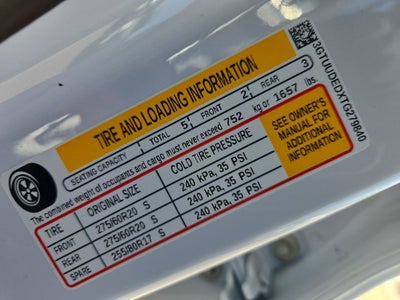 TIRE AND LOADING INFORMATION
SEATING CAPACITY TOTAL 5 FRONT 2 REAR 3
The combined weight of occupants and cargo must never exceed 752 kg or 1657 lbs.
TIRE ORIGINAL SIZE COLD TIRE PRESSURE
FRONT 275/60R20 S 240 kPa, 35 PSI
REAR 275/60R20 S 240 kPa, 35 PSI
SPARE 255/80R17 S 240 kPa, 35 PSI
SEE OWNER'S
MANUAL FOR
ADDITIONAL
INFORMATION
3GTUUDEDXTG279840